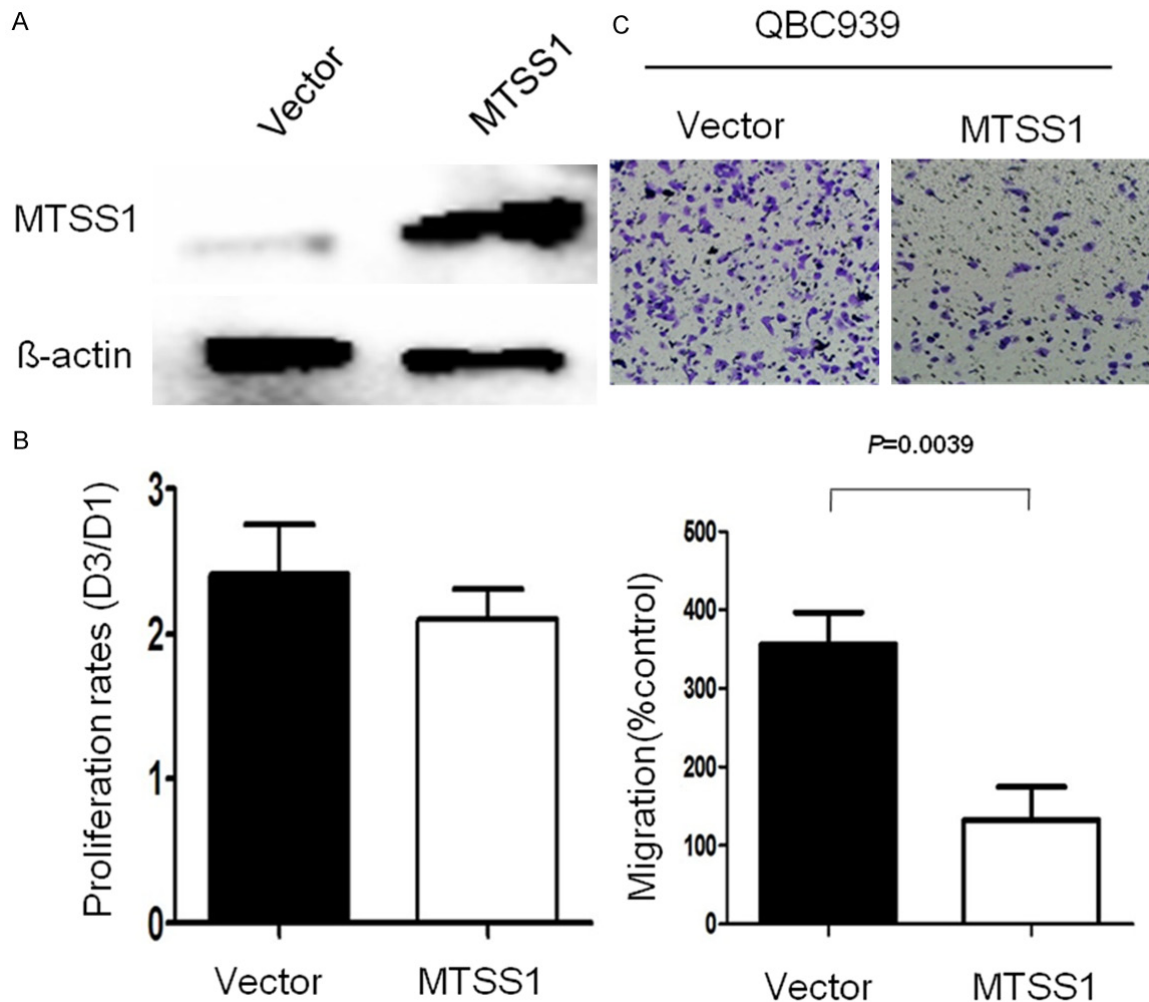 A
Vector
MTSS1
MTSS1
ß-actin
C
QBC939
Vector
MTSS1
B
Proliferation rates (D3/D1)
3
2
1
0
Vector
MTSS1
P=0.0039
Migration(%control)
500
400
300
200
100
0
Vector
MTSS1